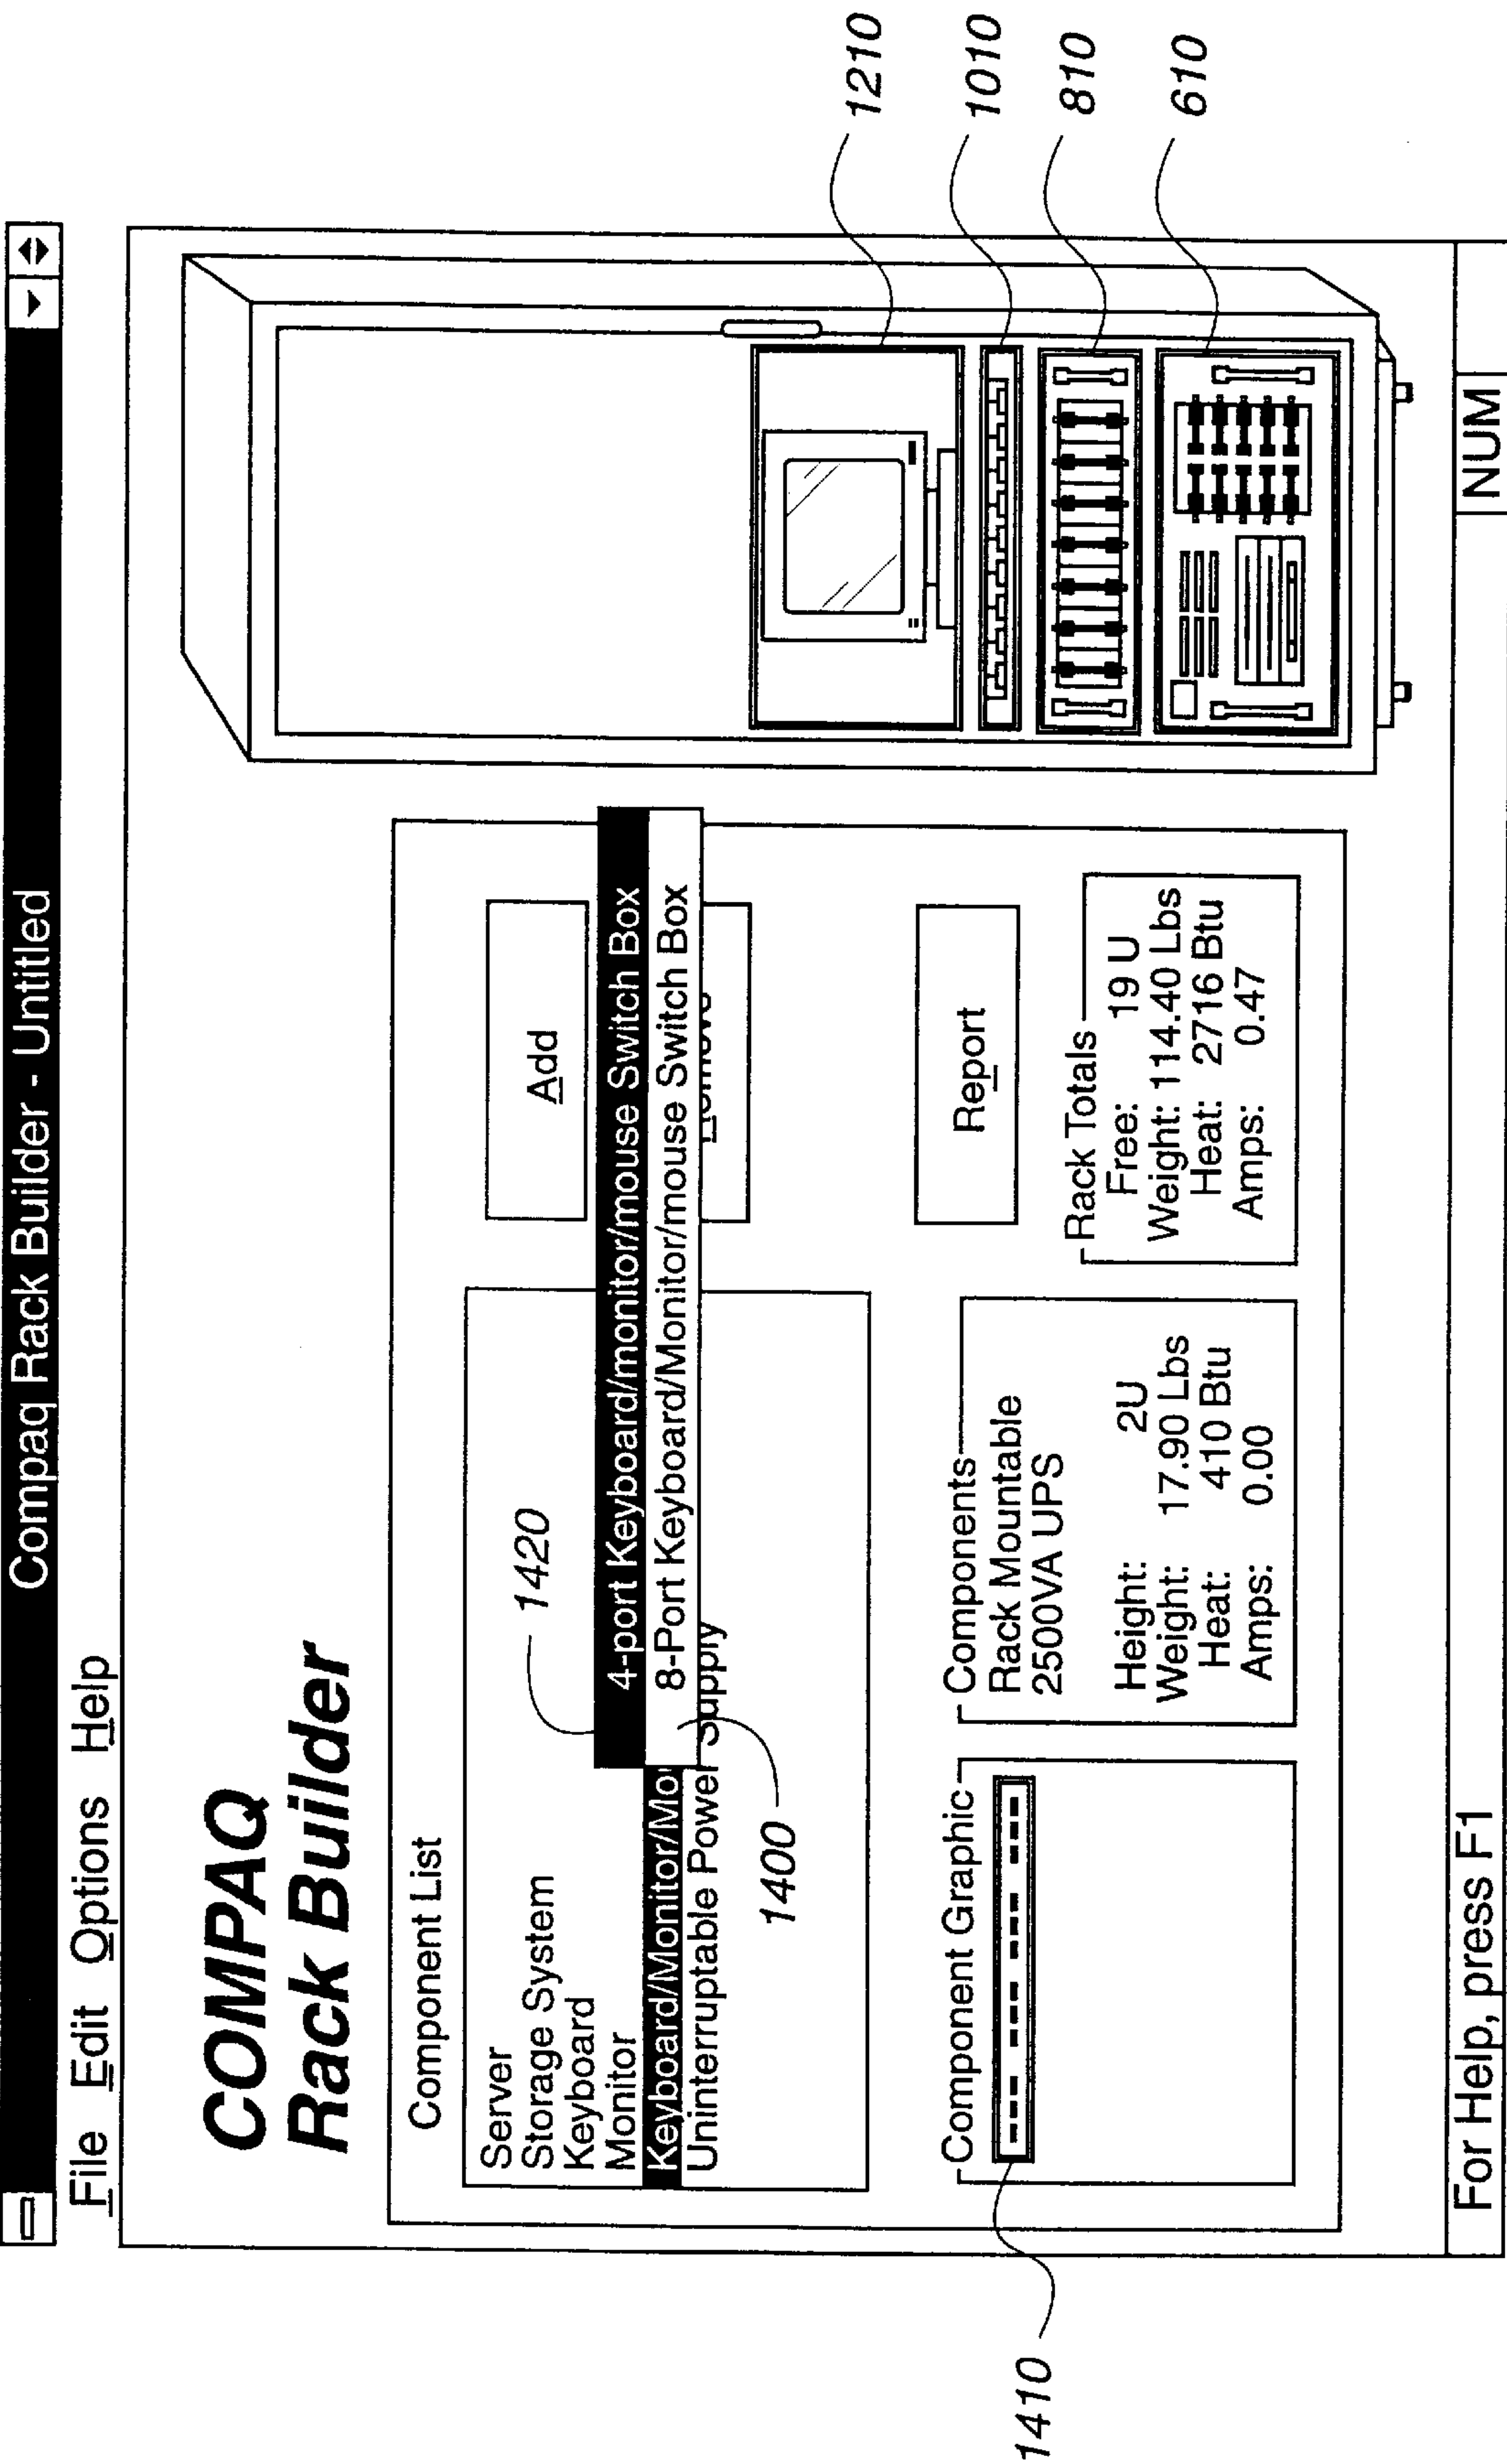 Compaq Rack Builder - Untitled
File Edit Options Help
COMPAQ
Rack Builder
Component List
Server
Storage System
Keyboard
Monitor
Keyboard/Monitor/Mo
Uninterruptable Power Supply
1420
4-port Keyboard/monitor/mouse Switch Box
8-Port Keyboard/Monitor/mouse Switch Box
1400
Add
Report
Component Graphic
1410
Components
Rack Mountable
2500VA UPS
Height: 2U
Weight: 17.90 Lbs
Heat: 410 Btu
Amps: 0.00
Rack Totals
Free: 19 U
Weight: 114.40 Lbs
Heat: 2716 Btu
Amps: 0.47
1210
1010
810
610
For Help, press F1
NUM